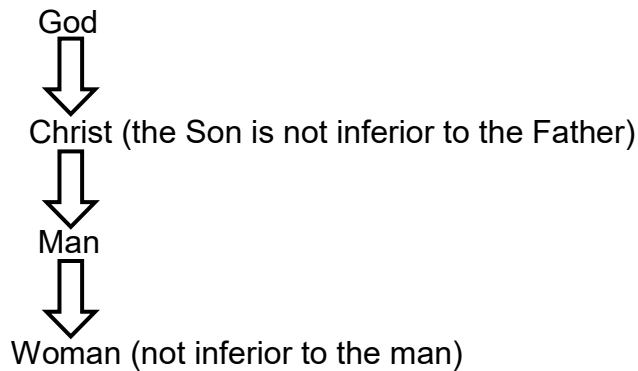 God
Christ (the Son is not inferior to the Father)
Man
Woman (not inferior to the man)